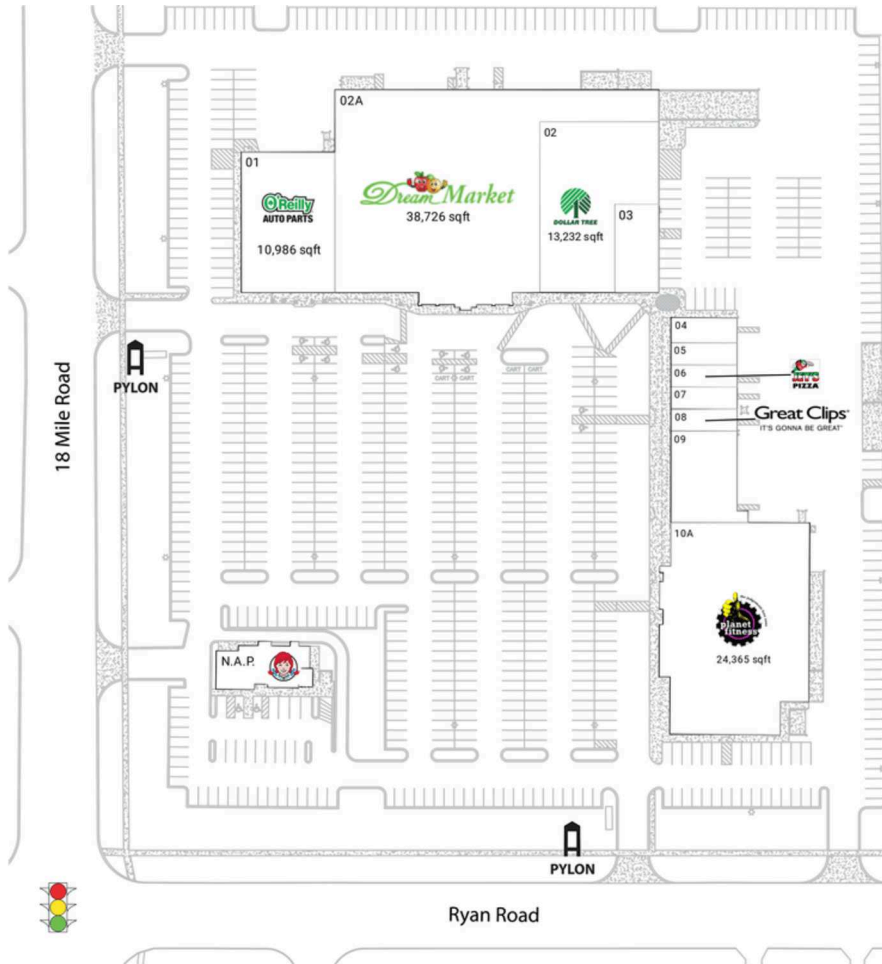 02A
02
01
O'Reilly
AUTO PARTS
10,986 sqft
Dream Market
38,726 sqft
DOLLAR TREE
13,232 sqft
03
04
05
06
PIZZA
07
08
Great Clips
IT'S GONNA BE GREAT
09
PYLON
18 Mile Road
CART
CART
CART
CART
10A
planet
fitness
24,365 sqft
N.A.P.
PYLON
Ryan Road